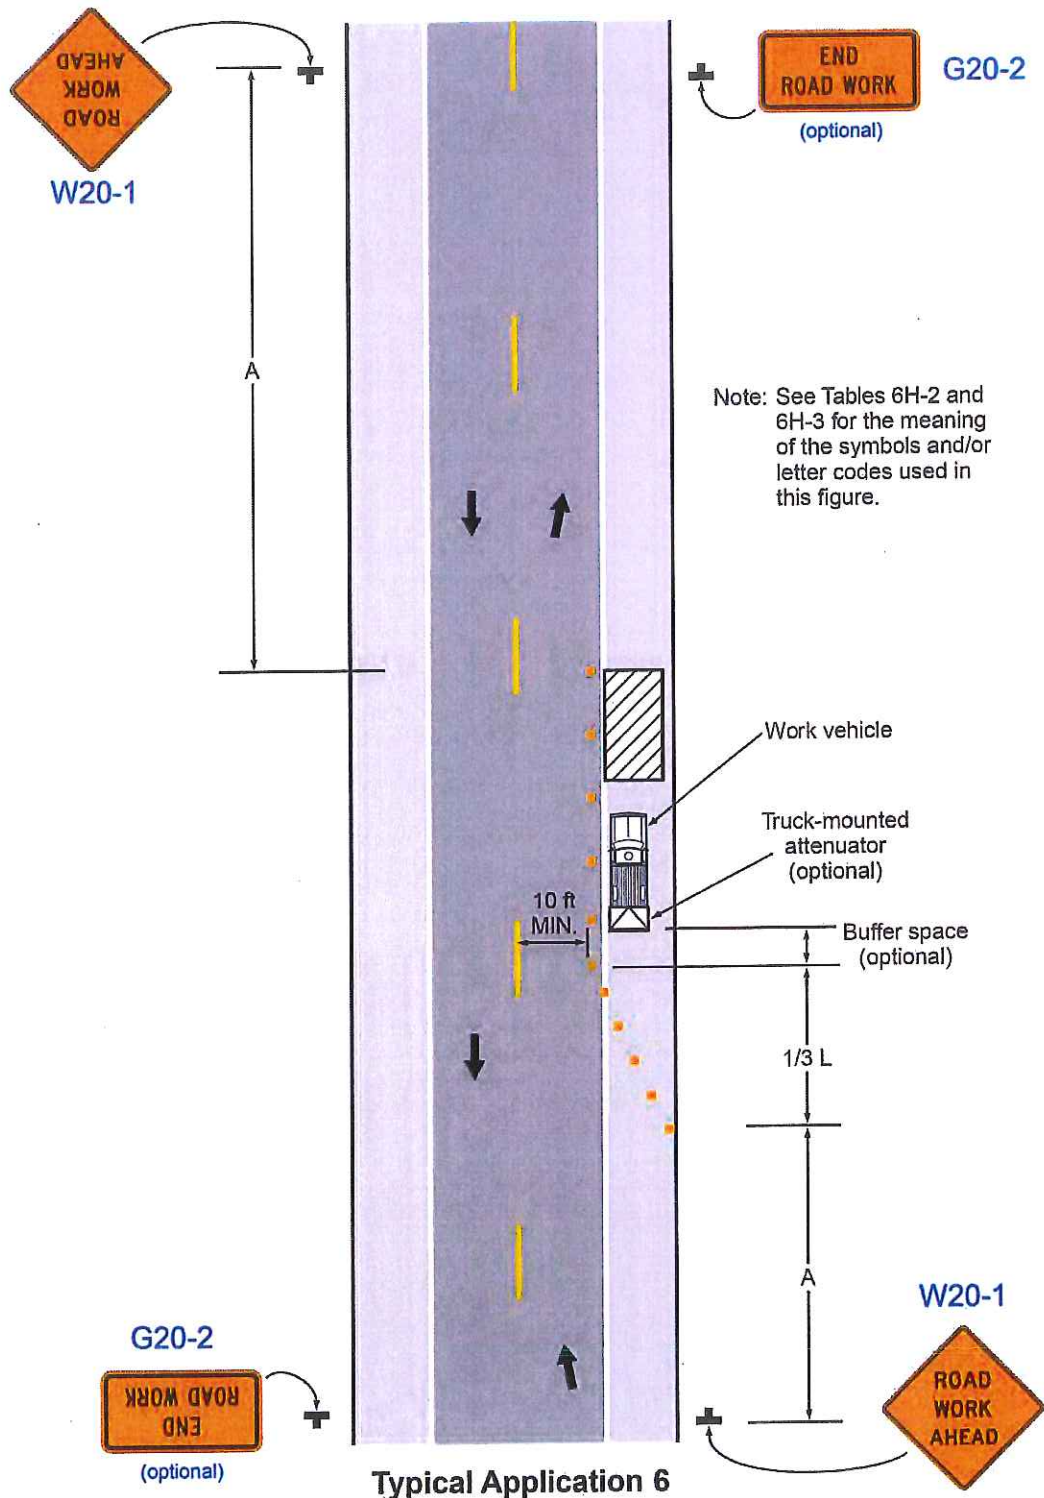 ROAD
WORK
AHEAD
W20-1
END
ROAD WORK
(optional)
G20-2
A
Note: See Tables 6H-2 and
6H-3 for the meaning
of the symbols and/or
letter codes used in
this figure.
Work vehicle
Truck-mounted
attenuator
(optional)
10 ft
MIN.
Buffer space
(optional)
1/3 L
A
W20-1
ROAD
WORK
AHEAD
G20-2
END
ROAD WORK
(optional)
Typical Application 6